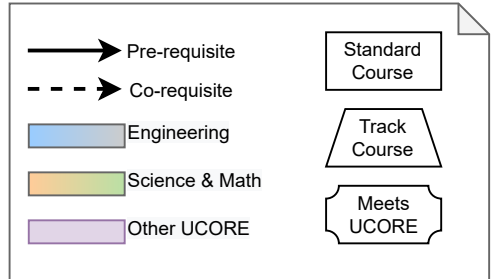 Pre-requisite
Co-requisite
Engineering
Science & Math
Other UCORE
Standard
Course
Track
Course
Meets
UCORE